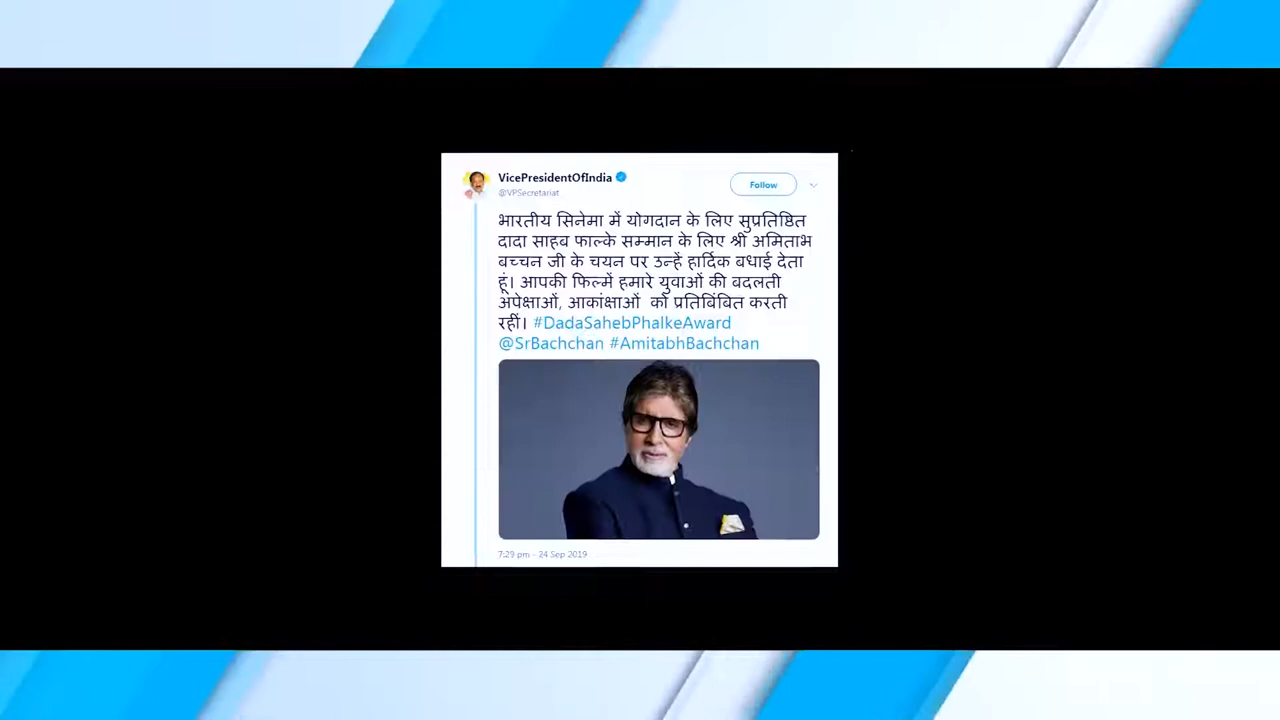 VicePresidentOfIndia
@VPSecretariat
Follow
भारतीय सिनेमा में योगदान के लिए सुप्रतिष्ठित
दादा साहब फाल्के सम्मान के लिए श्री अमिताभ
बच्चन जी के चयन पर उन्हें हार्दिक बधाई देता
हूं। आपकी फिल्में हमारे युवाओं की बदलती
अपेक्षाओं, आकांक्षाओं को प्रतिबिंबित करती
रहीं। #DadaSahebPhalkeAward
@SrBachchan #AmitabhBachchan
7:29 pm - 24 Sep 2019